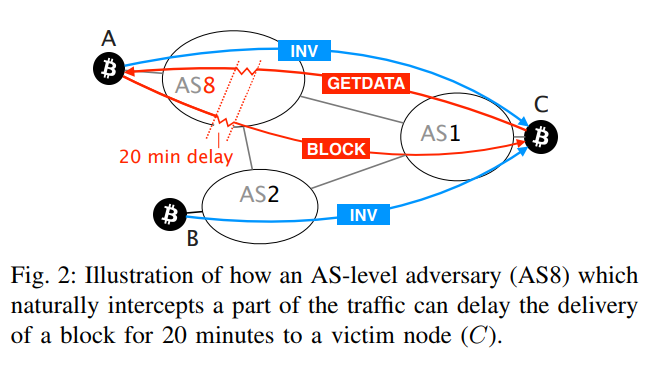 A
INV
AS8
GETDATA
C
AS1
20 min delay
BLOCK
AS2
INV
B
Fig. 2: Illustration of how an AS-level adversary (AS8) which
naturally intercepts a part of the traffic can delay the delivery
of a block for 20 minutes to a victim node (C).